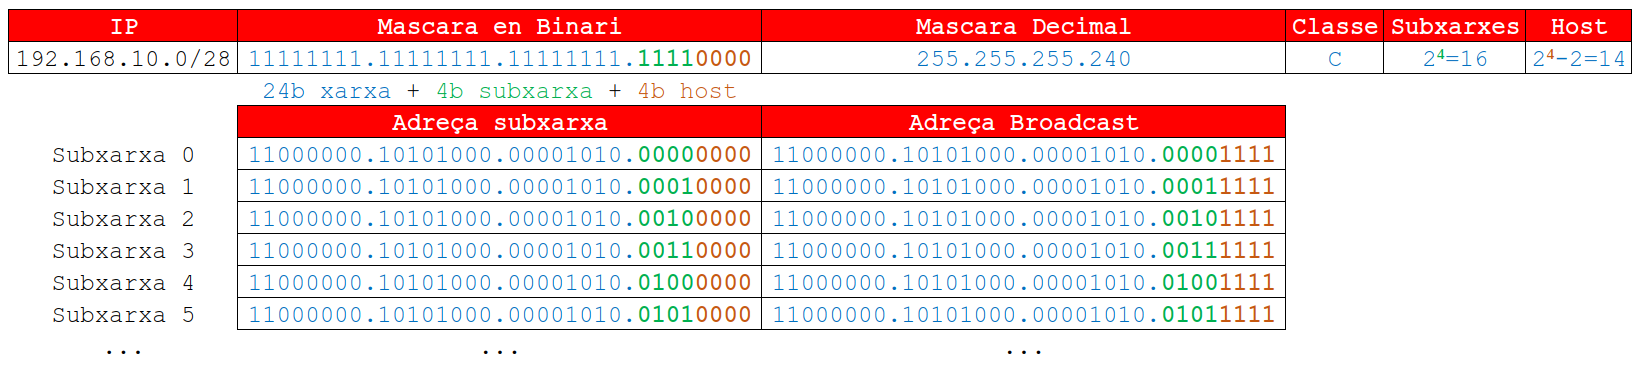 IP Mascara en Binari Mascara Decimal Classe Subxarxes Host
192.168.10.0/28 11111111.11111111.11111111.11110000 255.255.255.240 C 2⁴=16 2⁴-2=14
24b xarxa + 4b subxarxa + 4b host
Adreça subxarxa Adreça Broadcast
Subxarxa 0 11000000.10101000.00001010.00000000 11000000.10101000.00001010.00001111
Subxarxa 1 11000000.10101000.00001010.00010000 11000000.10101000.00001010.00011111
Subxarxa 2 11000000.10101000.00001010.00100000 11000000.10101000.00001010.00101111
Subxarxa 3 11000000.10101000.00001010.00110000 11000000.10101000.00001010.00111111
Subxarxa 4 11000000.10101000.00001010.01000000 11000000.10101000.00001010.01001111
Subxarxa 5 11000000.10101000.00001010.01010000 11000000.10101000.00001010.01011111
... ... ...